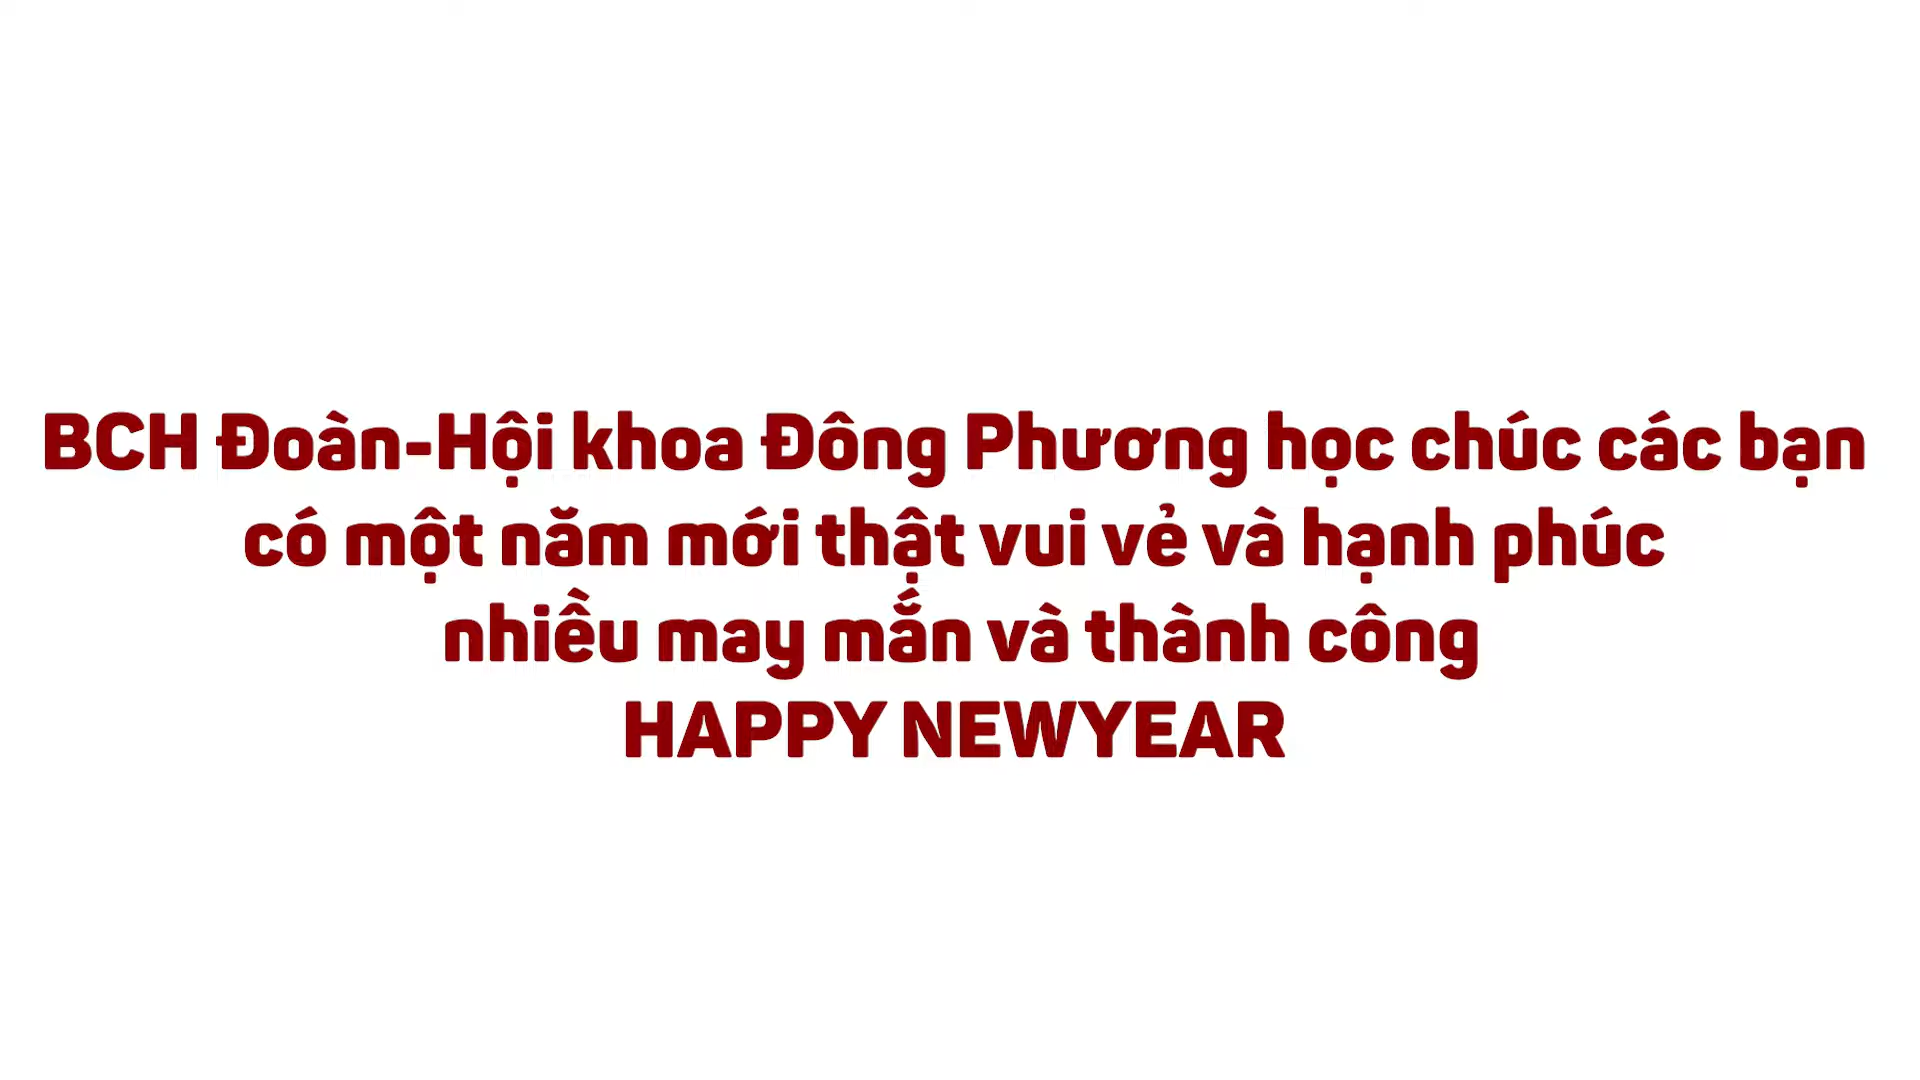 BCH Đoàn-Hội khoa Đông Phương học chúc các bạn
có một năm mới thật vui vẻ và hạnh phúc
nhiều may mắn và thành công
HAPPY NEWYEAR